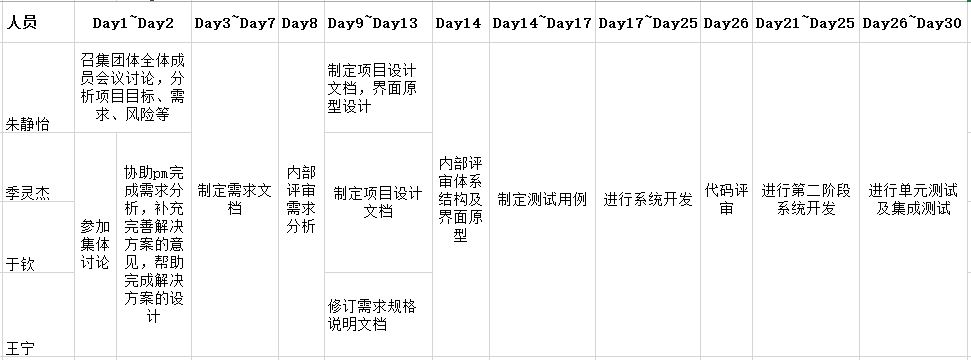 人员
Day1~Day2
Day3~Day7
Day8
Day9~Day13
Day14
Day14~Day17
Day17~Day25
Day26
Day21~Day25
Day26~Day30
朱静怡
召集团体全体成
员会议讨论，分
析项目目标、需
求、风险等
制定项目设计
文档，界面原
型设计
季灵杰
于钦
王宁
参加
集体
讨论
协助pm完
成需求分
析，补充
完善解决
方案的意
见，帮助
完成解决
方案的设
计
制定需求文
档
内部
评审
需求
分析
制定项目设计
文档
修订需求规格
说明文档
内部评
审体系
结构及
界面原
型
制定测试用例
进行系统开发
代码评
审
进行第二阶段
系统开发
进行单元测试
及集成测试